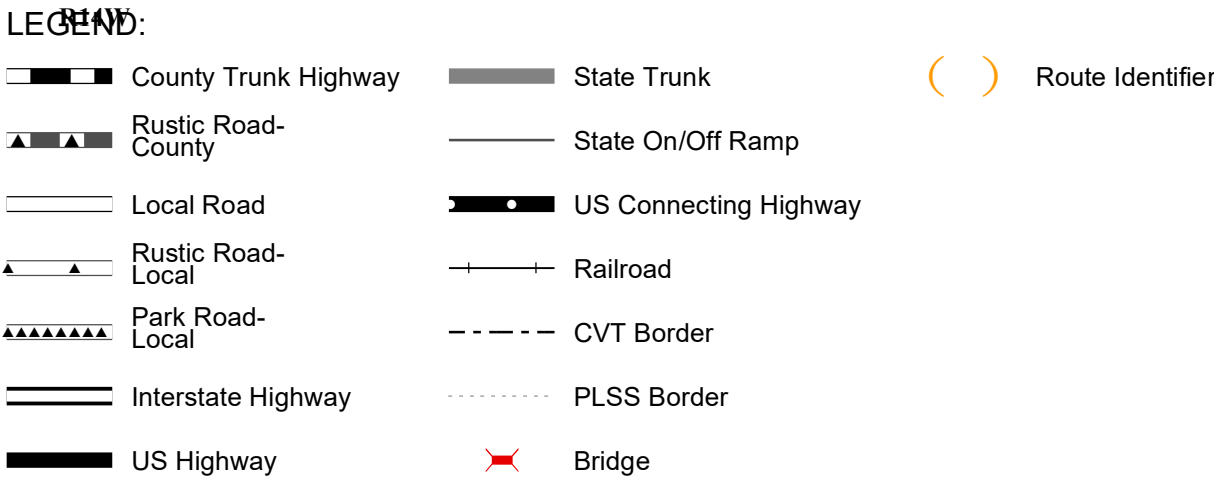 R14W
LEGEND:
County Trunk Highway
Rustic Road-
County
Local Road
Rustic Road-
Local
Park Road-
Local
Interstate Highway
US Highway
State Trunk
State On/Off Ramp
US Connecting Highway
Railroad
CVT Border
PLSS Border
Bridge
( ) Route Identifier